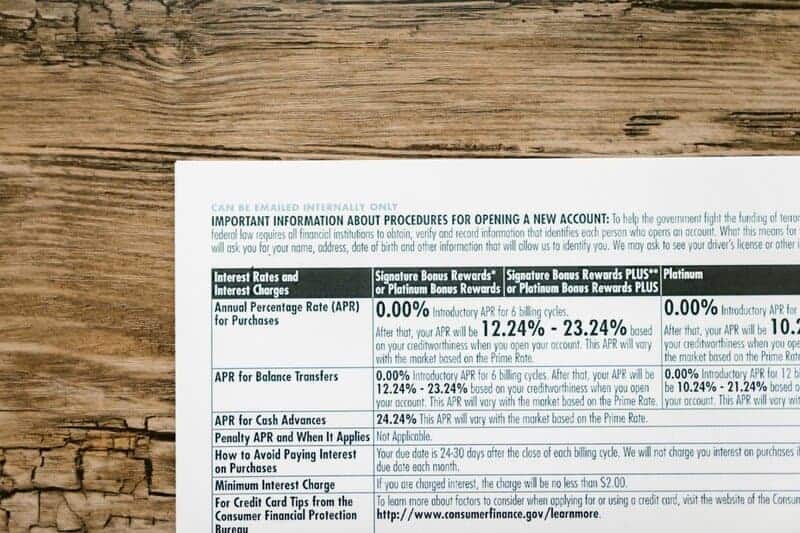 CAN BE EMAILED INTERNALLY ONLY
IMPORTANT INFORMATION ABOUT PROCEDURES FOR OPENING A NEW ACCOUNT: To help the government fight the funding of
federal law requires all financial institutions to obtain, verify and record information that identifies each person who opens an account. What this means for
will ask you for your name, address, date of birth and other information that will allow us to identify you. We may ask to see your driver's license or other
Interest Rates and
Interest Charges
Signature Bonus Rewards*
or Platinum Bonus Rewards
Signature Bonus Rewards PLUS**
or Platinum Bonus Rewards PLUS
Platinum
Annual Percentage Rate (APR)
for Purchases
0.00% Introductory APR for 6 billing cycles.
After that, your APR will be 12.24% - 23.24% based
on your creditworthiness when you open your account. This APR will vary
with the market based on the Prime Rate.
0.00% Introductory APR for
After that, your APR will be 10.2
on your creditworthiness when you open
the market based on the Prime Rate
APR for Balance Transfers
0.00% Introductory APR for 6 billing cycles. After that, your APR will be
12.24% - 23.24% based on your creditworthiness when you open
your account. This APR will vary with the market based on the Prime Rate.
0.00% Introductory APR for 12
be 10.24% - 21.24% based
your account. This APR will vary
APR for Cash Advances
24.24% This APR will vary with the market based on the Prime Rate.
Penalty APR and When It Applies
Not Applicable.
How to Avoid Paying Interest
on Purchases
Your due date is 24-30 days after the close of each billing cycle. We will not charge you interest on purchases
due date each month.
Minimum Interest Charge
If you are charged interest, the charge will be no less than $2.00.
For Credit Card Tips from the
Consumer Financial Protection
Bureau
To learn more about factors to consider when applying for or using a credit card, visit the website of the
http://www.consumerfinance.gov/learnmore.